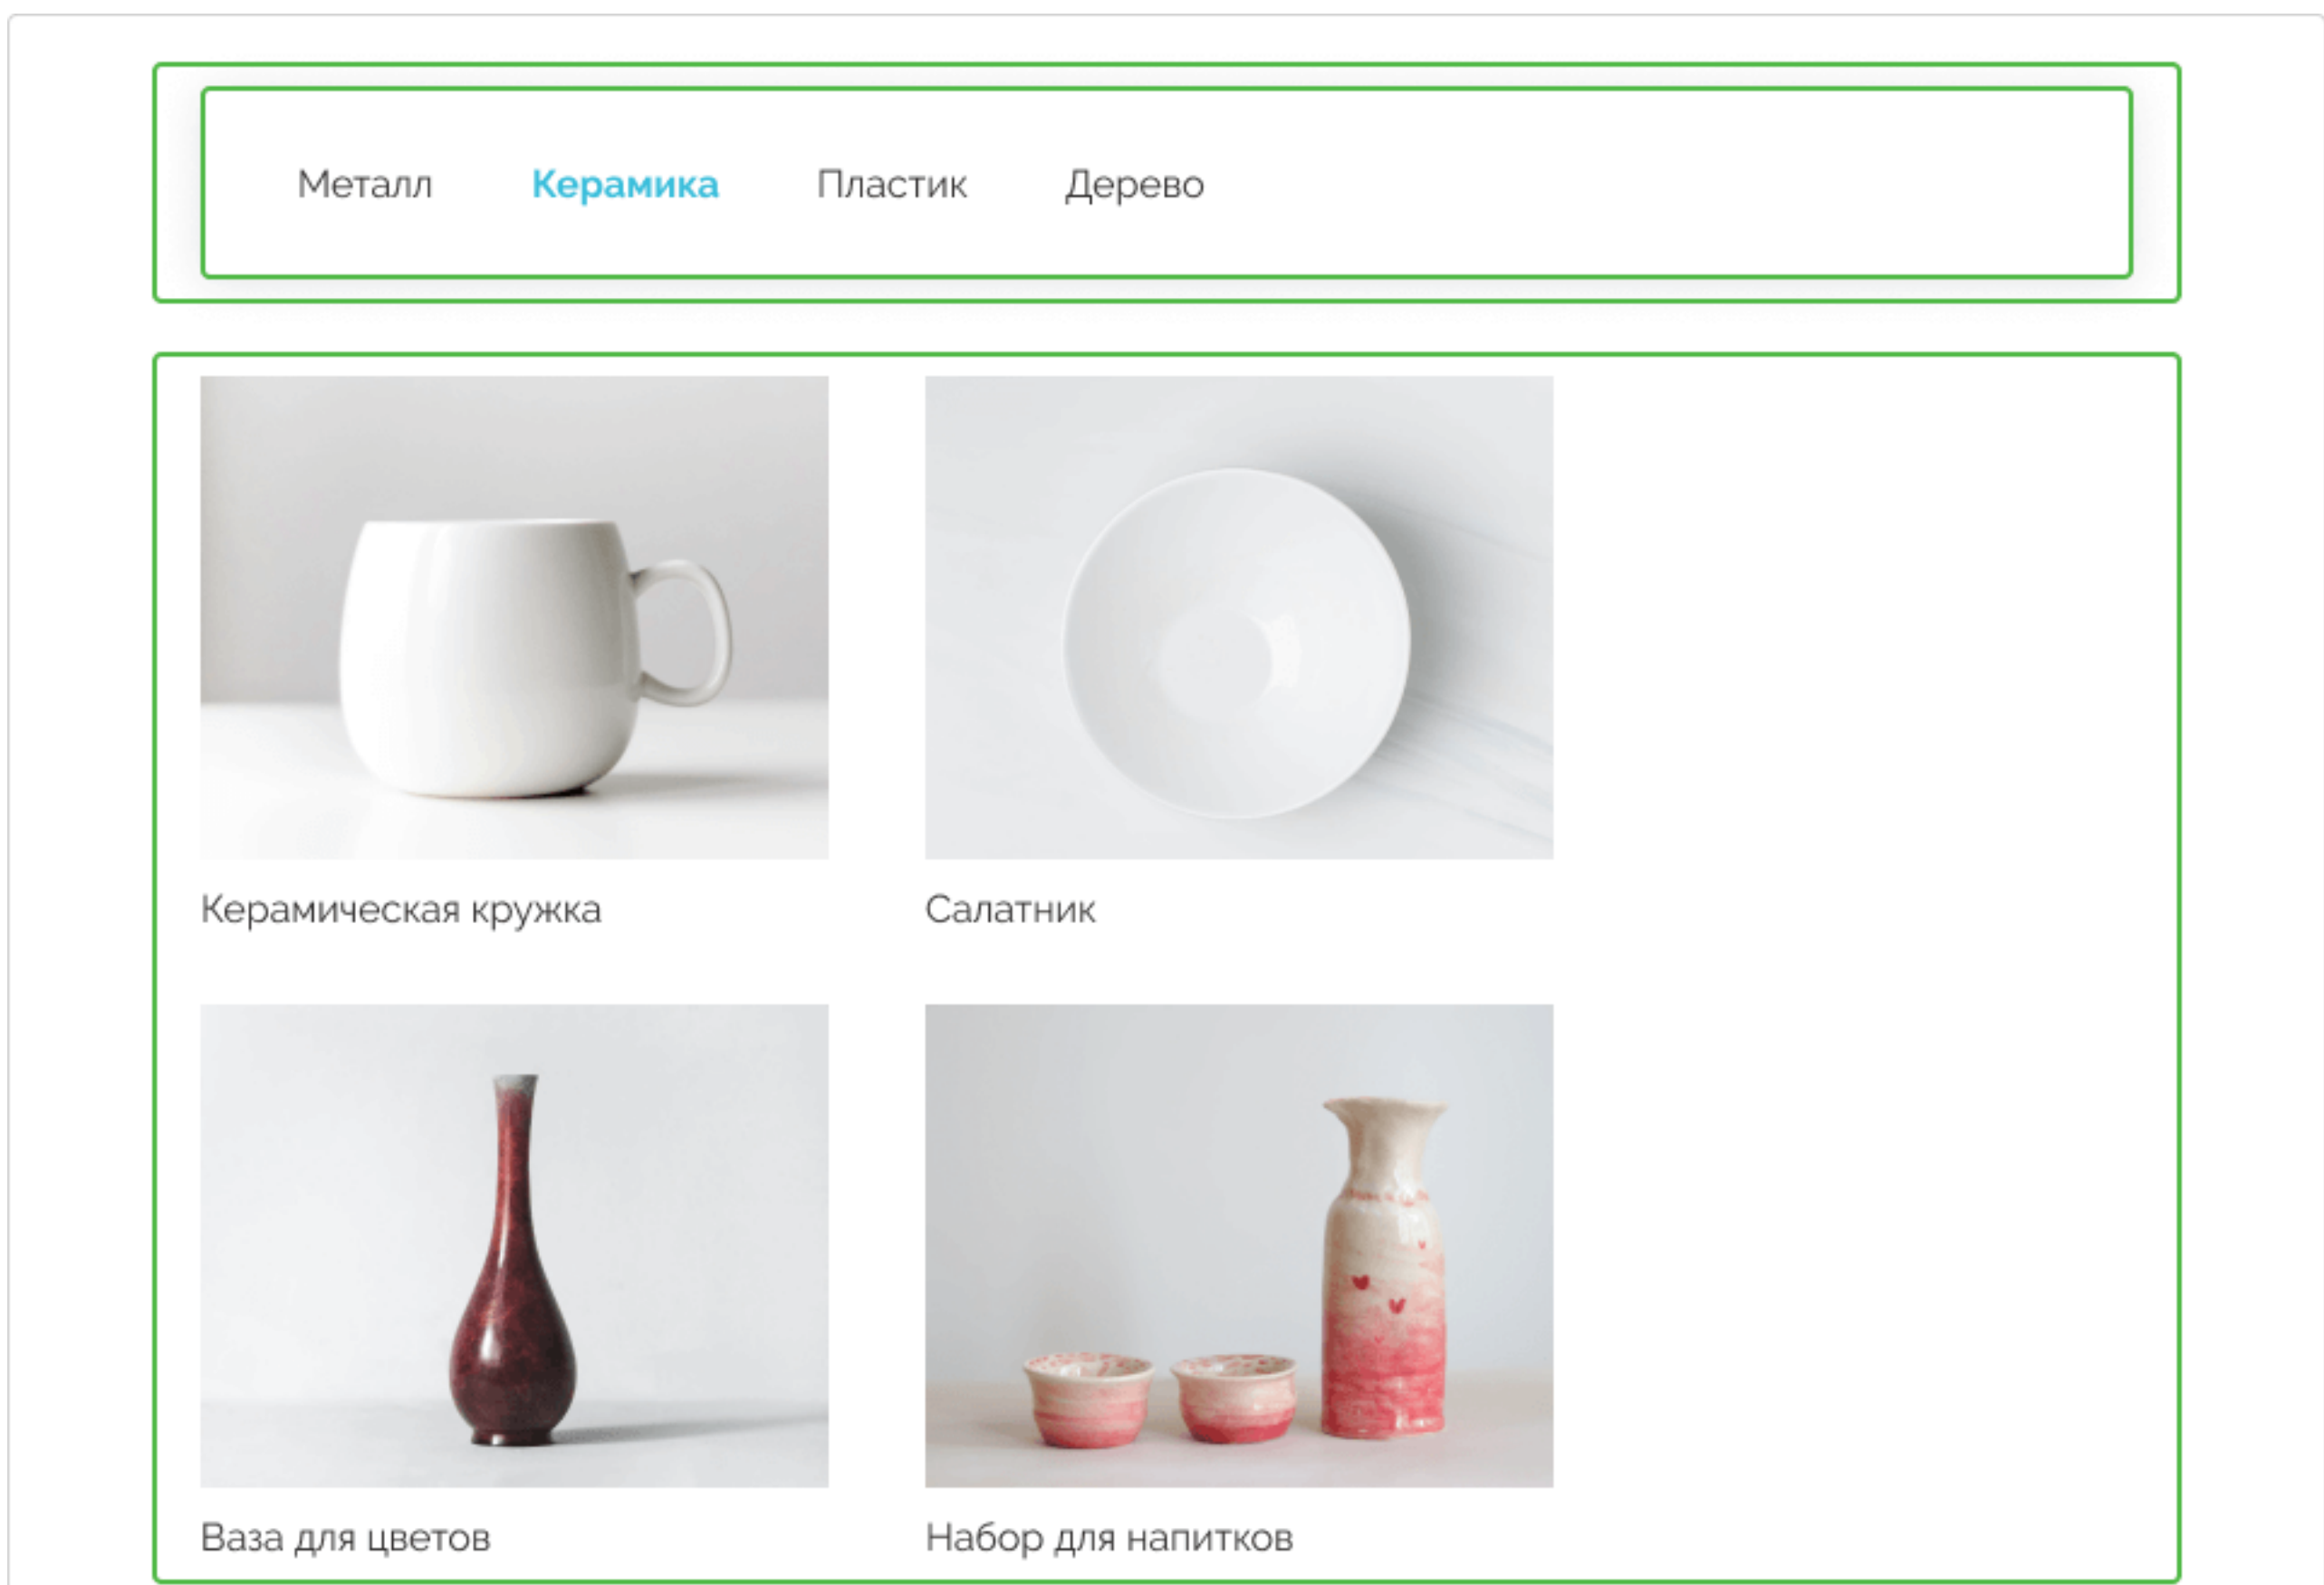 Металл Керамика Пластик Дерево
Керамическая кружка
Салатник
Ваза для цветов
Набор для напитков